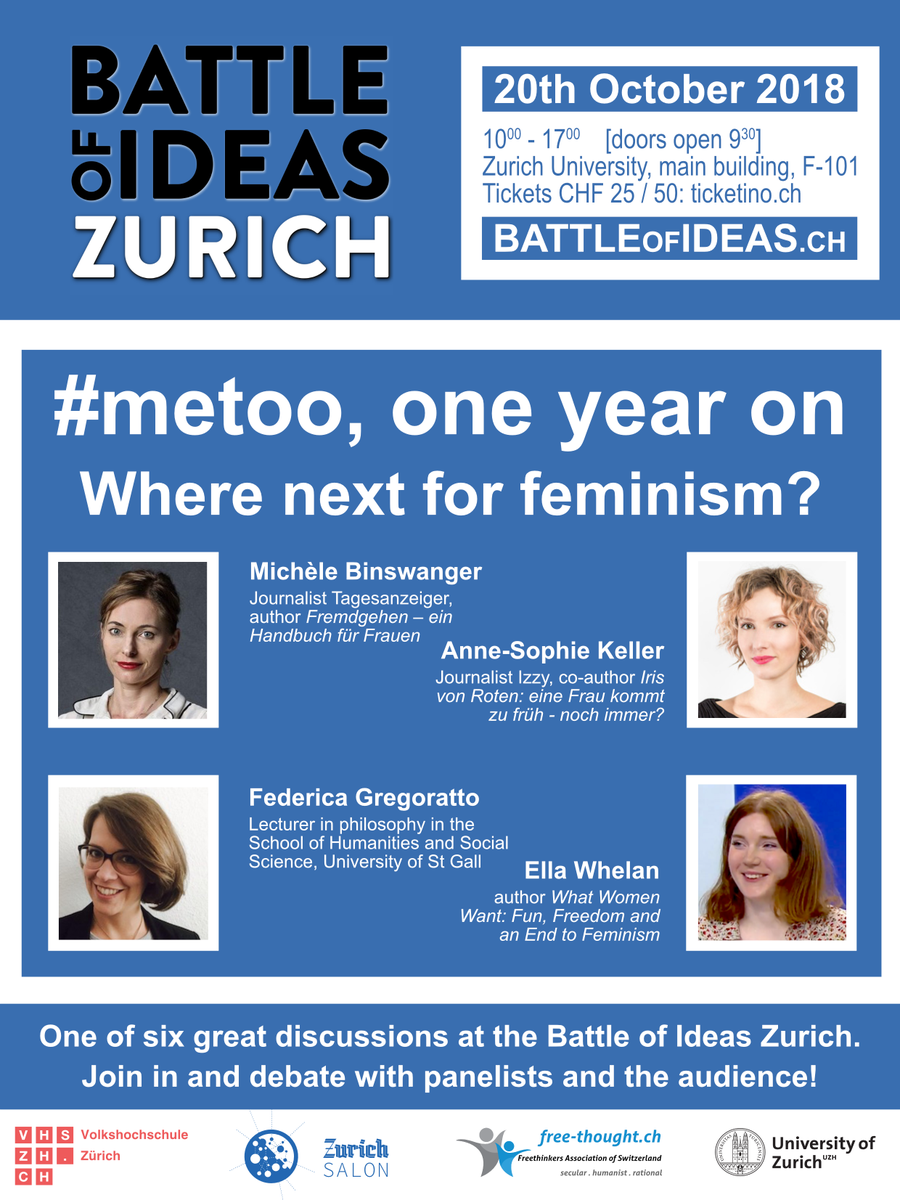 BATTLE
OF IDEAS
ZURICH
20th October 2018
10⁰⁰ - 17⁰⁰ [doors open 9³⁰]
Zurich University, main building, F-101
Tickets CHF 25 / 50: ticketino.ch
BATTLEOFIDEAS.CH
#metoo, one year on
Where next for feminism?
Michèle Binswanger
Journalist Tagesanzeiger,
author Fremdgehen – ein
Handbuch für Frauen
Anne-Sophie Keller
Journalist Izzy, co-author Iris
von Roten: eine Frau kommt
zu früh - noch immer?
Federica Gregoratto
Lecturer in philosophy in the
School of Humanities and Social
Science, University of St Gall
Ella Whelan
author What Women
Want: Fun, Freedom and
an End to Feminism
One of six great discussions at the Battle of Ideas Zurich.
Join in and debate with panelists and the audience!
VHS
ZH.
CH
Volkshochschule
Zürich
Zurich
SALON
free-thought.ch
Freethinkers Association of Switzerland
secular . humanist . rational
University of
Zurich UZH